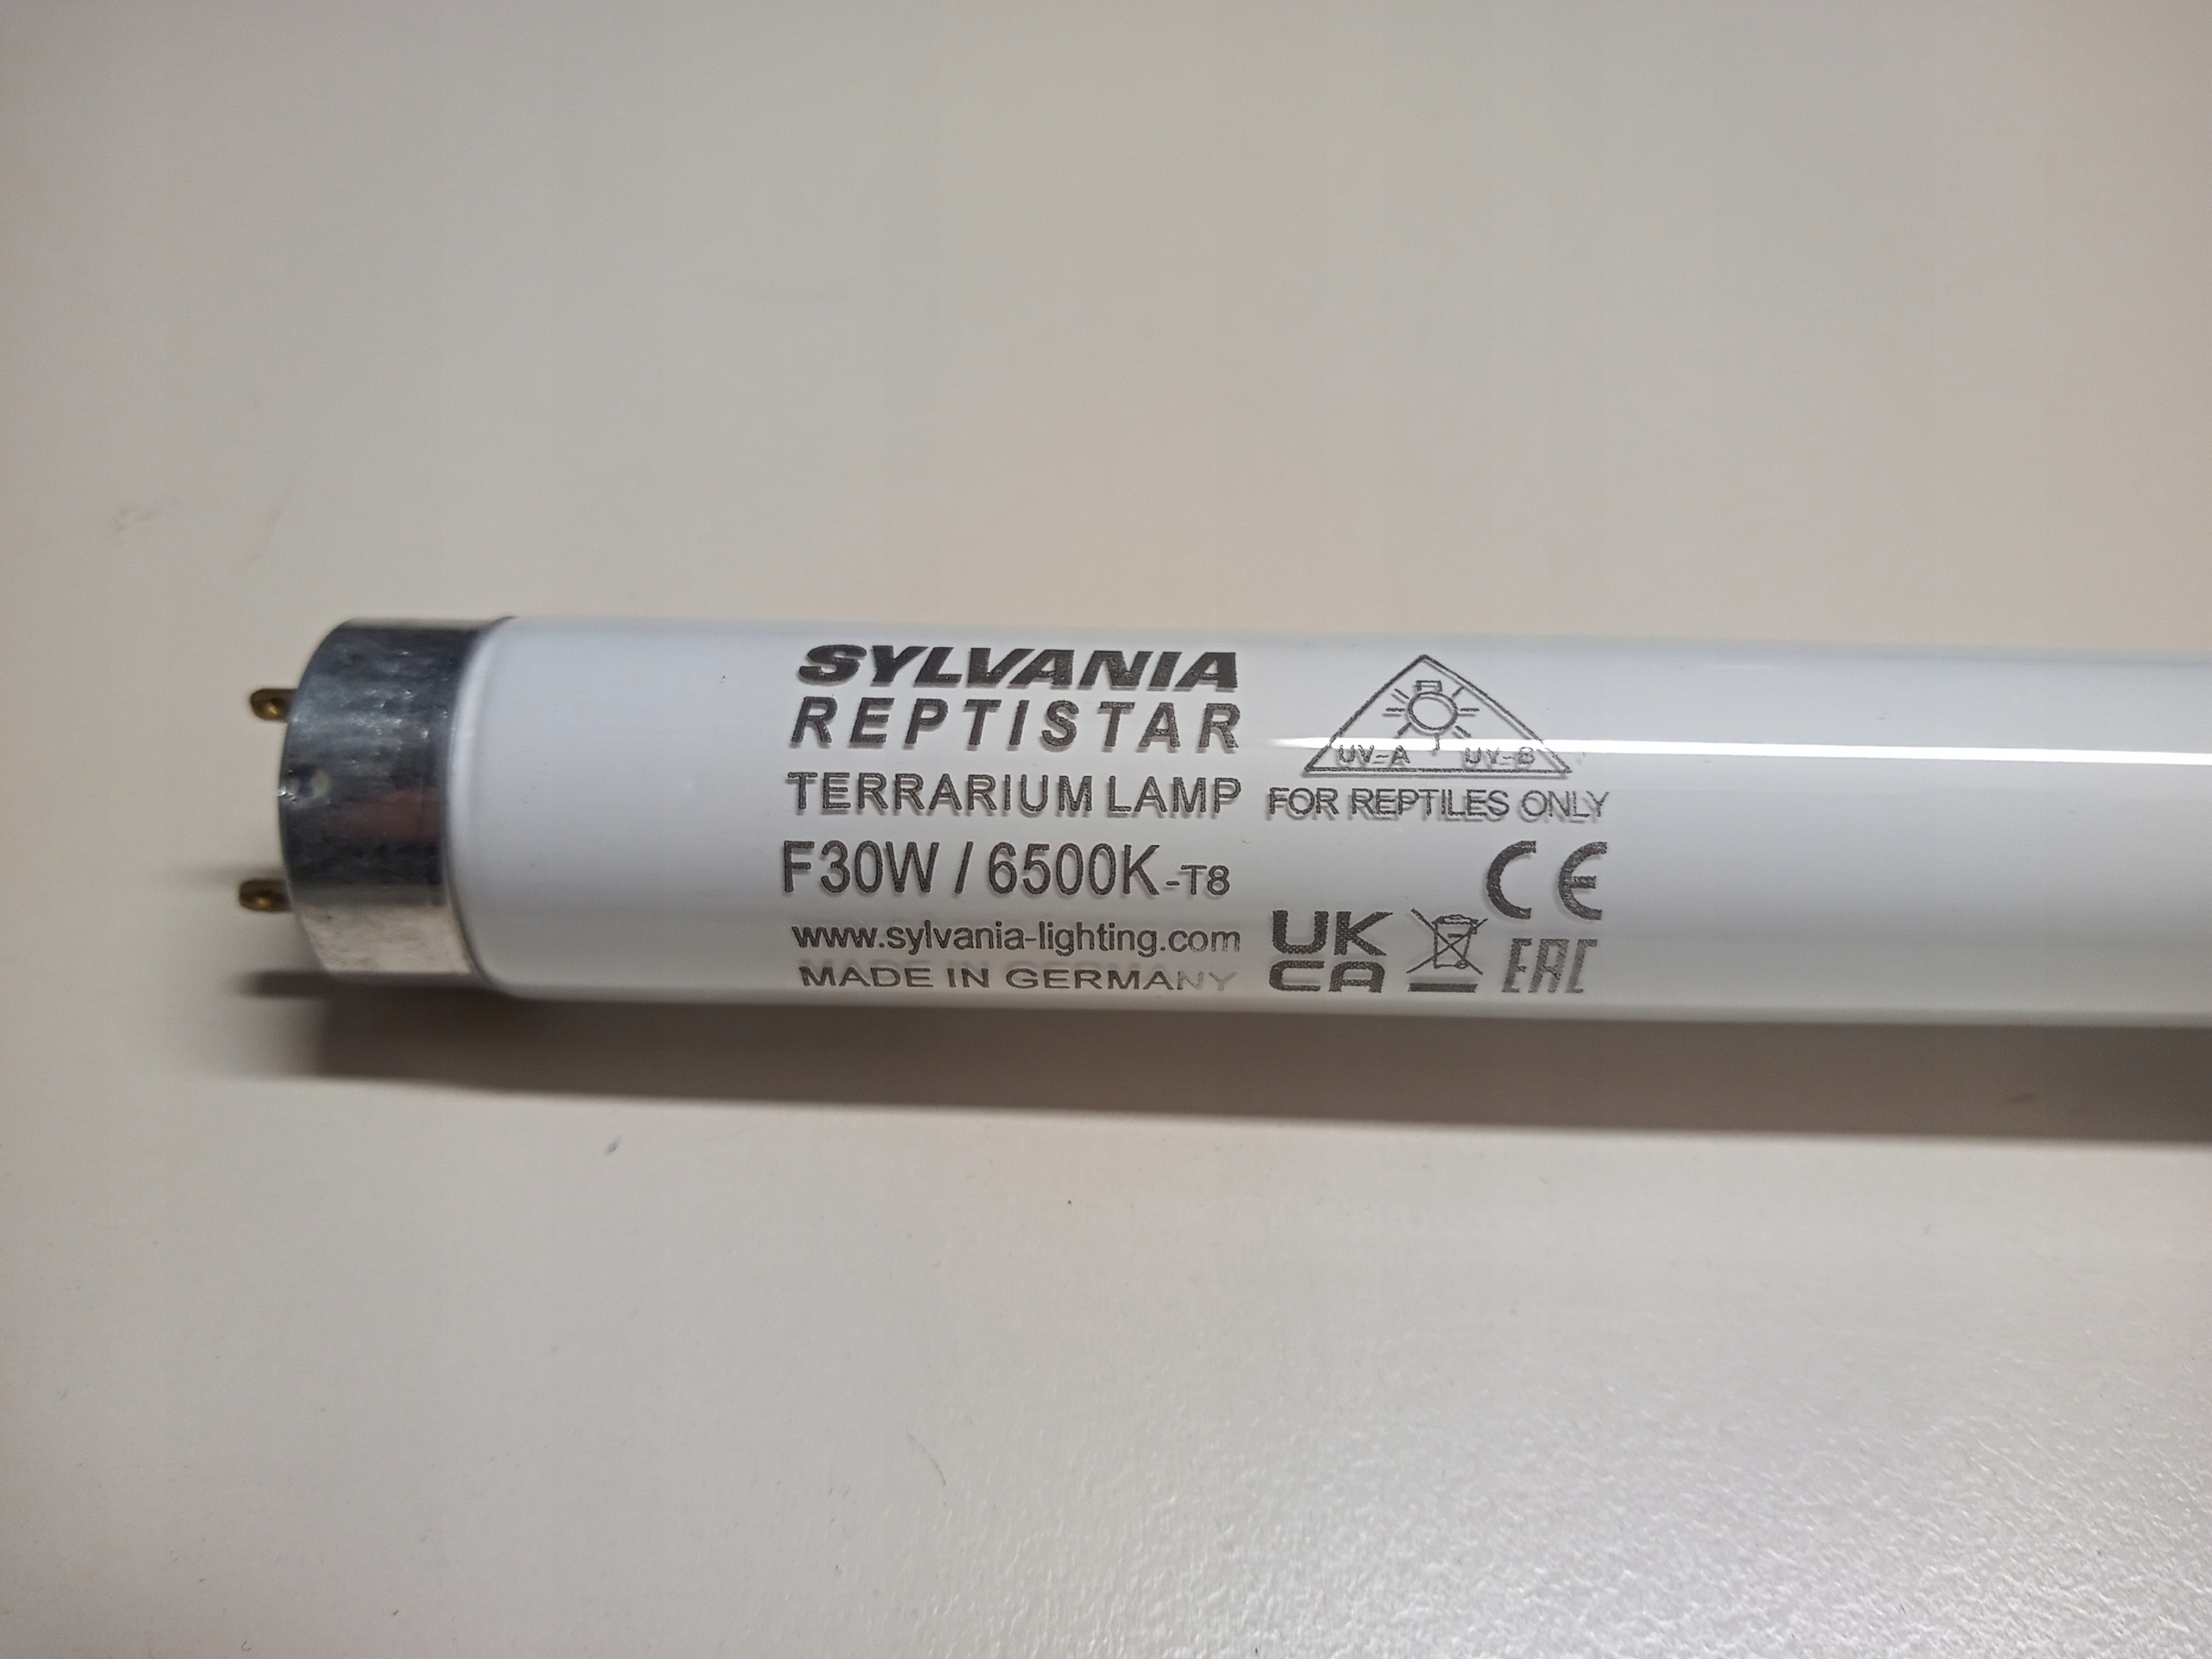 SYLVANIA
REPTISTAR
TERRARIUM LAMP
F30W / 6500K-T8
www.sylvania-lighting.com
MADE IN GERMANY
UV-A UV-B
FOR REPTILES ONLY
CE
UK
CA
EAC